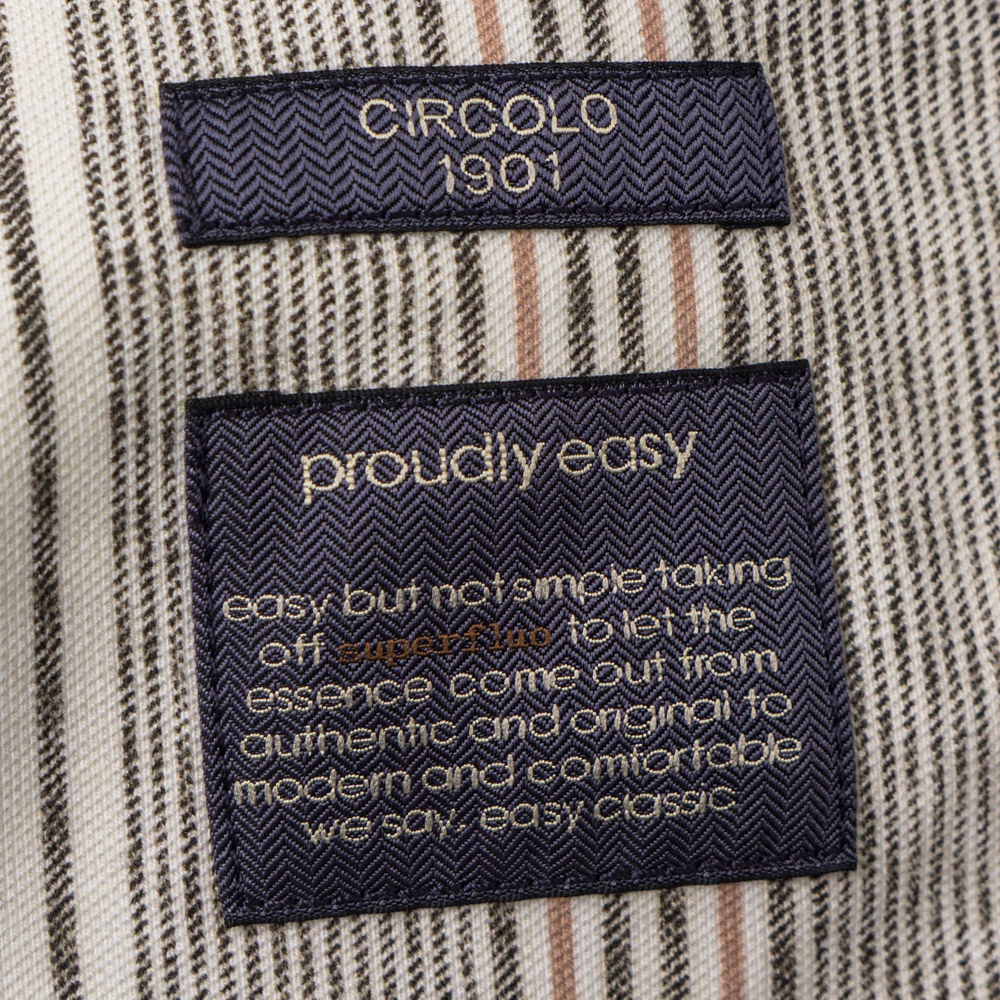 CIRCOLO
1901
proudly easy
easy but not simple taking
off superfluo to let the
essence come out from
authentic and original to
modern and comfortable
we say: easy classic